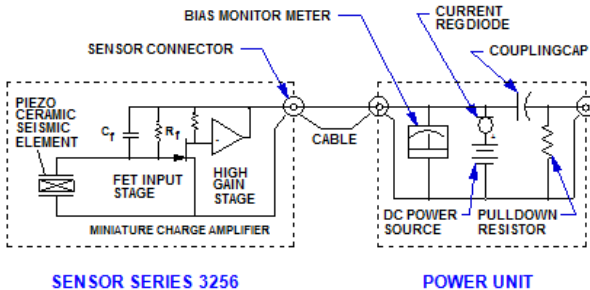 BIAS MONITOR METER
CURRENT
REGDIODE
SENSOR CONNECTOR
COUPLINGCAP
PIEZO
CERAMIC
SEISMIC
ELEMENT
Cf
Rf
FET INPUT
STAGE
HIGH
GAIN
STAGE
CABLE
MINIATURE CHARGE AMPLIFIER
DC POWER
SOURCE
PULLDOWN
RESISTOR
SENSOR SERIES 3256
POWER UNIT